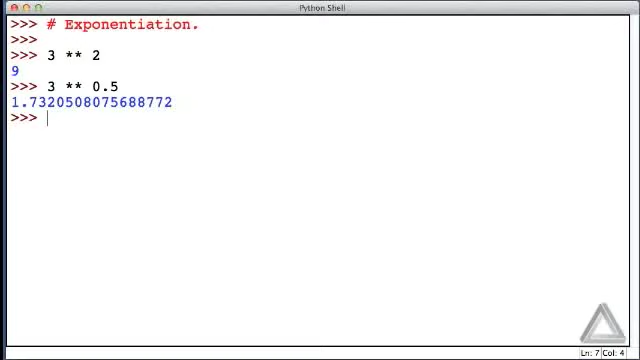 Python Shell
>>> # Exponentiation.
>>>
>>> 3 ** 2
9
>>> 3 ** 0.5
1.7320508075688772
>>>
Ln: 7 Col: 4